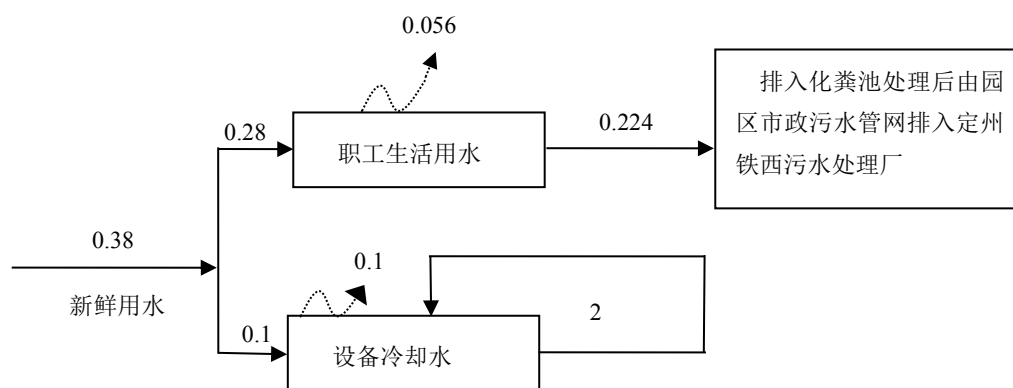 0.056
排入化粪池处理后由园
区市政污水管网排入定州
铁西污水处理厂
0.28
职工生活用水
0.224
0.38
新鲜用水
0.1
2
0.1
设备冷却水